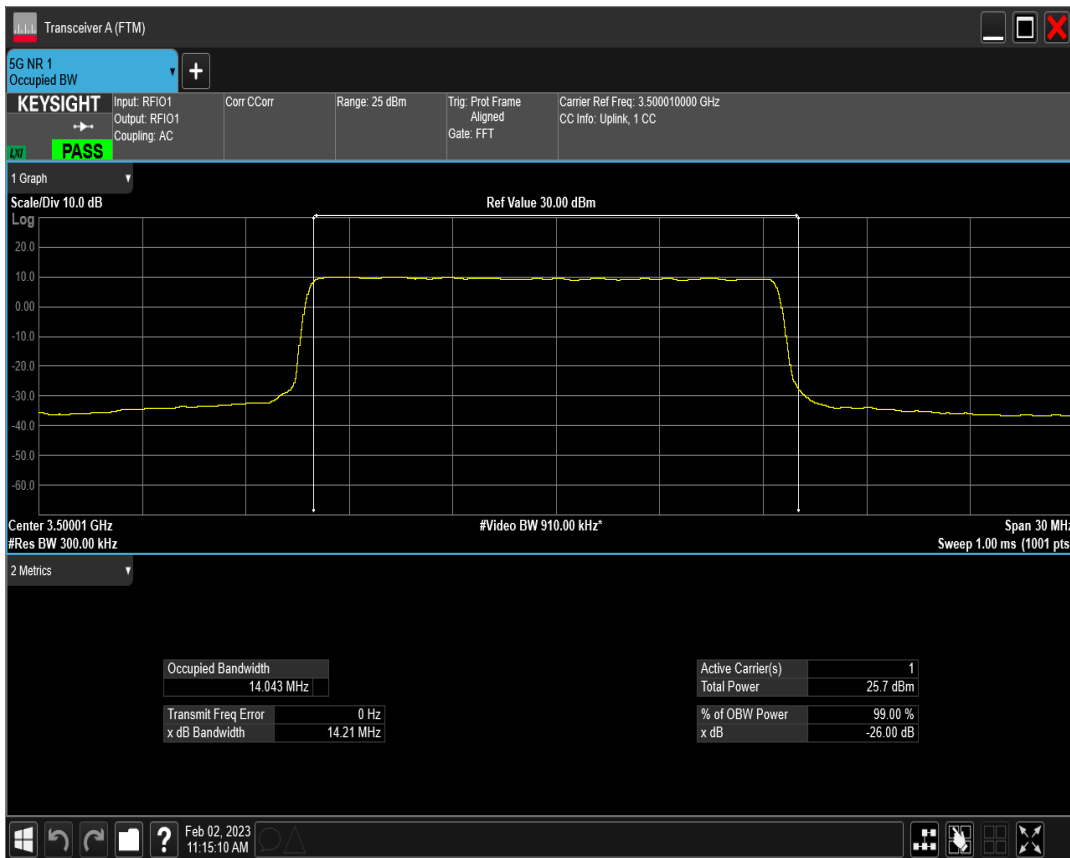 Transceiver A (FTM)
5G NR 1
Occupied BW
+
KEYSIGHT
LXI
PASS
Input: RFIO1
Output: RFIO1
Coupling: AC
Corr CCorr
Range: 25 dBm
Trig: Prot Frame
Aligned
Gate: FFT
Carrier Ref Freq: 3.500010000 GHz
CC Info: Uplink, 1 CC
1 Graph
Scale/Div 10.0 dB
Ref Value 30.00 dBm
Log
20.0
10.0
0.00
-10.0
-20.0
-30.0
-40.0
-50.0
-60.0
Center 3.50001 GHz
#Video BW 910.00 kHz*
Span 30 MHz
#Res BW 300.00 kHz
Sweep 1.00 ms (1001 pts
2 Metrics
Occupied Bandwidth
14.043 MHz
Transmit Freq Error 0 Hz
x dB Bandwidth 14.21 MHz
Active Carrier(s) 1
Total Power 25.7 dBm
% of OBW Power 99.00 %
x dB -26.00 dB
?
Feb 02, 2023
11:15:10 AM